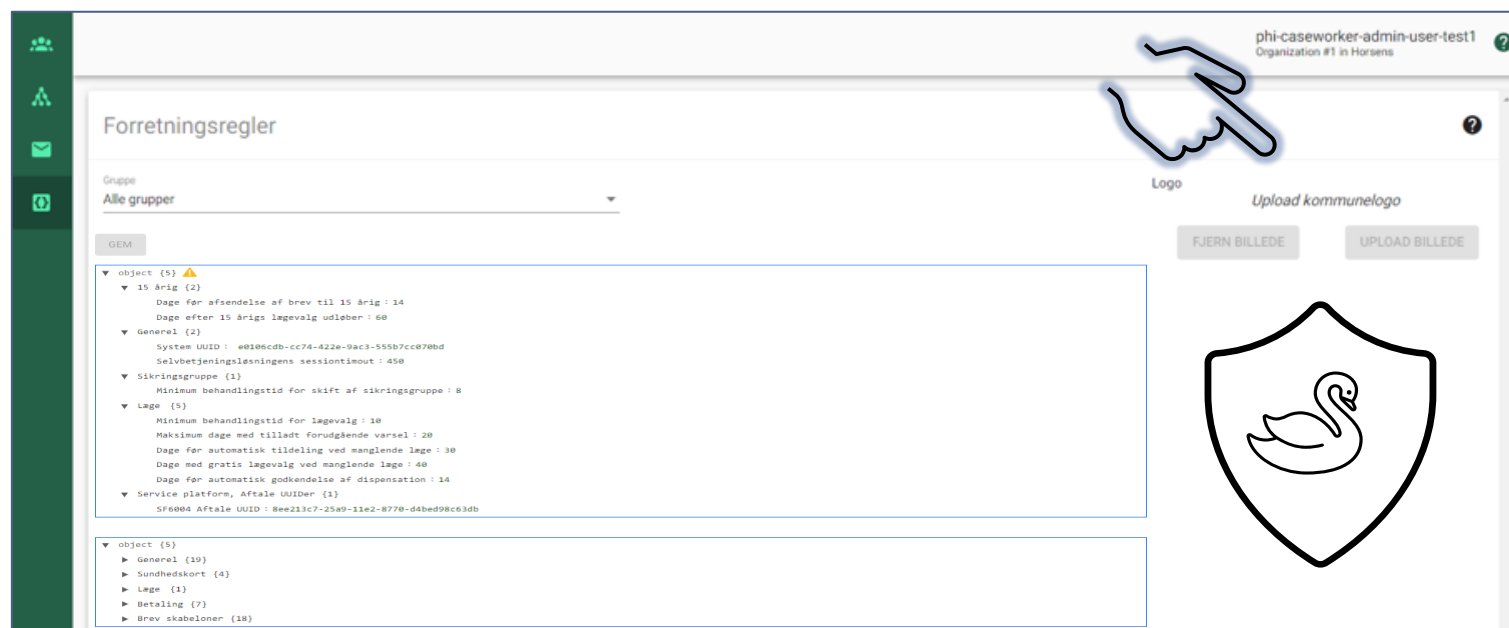 phi-caseworker-admin-user-test1
Organization #1 in Horsens
Forretningsregler
Gruppe
Alle grupper
Logo
Upload kommunelogo
FJERN BILLEDE
UPLOAD BILLEDE
GEM
object {5}
15 årig {2}
Dage før afsendelse af brev til 15 årig : 14
Dage efter 15 årigs lægevalg udløber : 60
Generel {2}
System UUID : e0106cdb-cc74-422e-9ac3-555b7cc070bd
Selvbetjeningsløsningens sessiontimout : 450
Sikringsgruppe {1}
Minimum behandlingstid for skift af sikringsgruppe : 8
Læge {5}
Minimum behandlingstid for lægevalg : 10
Maksimum dage med tilladt forudgående varsel : 20
Dage før automatisk tildeling ved manglende læge : 30
Dage med gratis lægevalg ved manglende læge : 40
Dage før automatisk godkendelse af dispensation : 14
Service platform, Aftale UUIDer {1}
SF6004 Aftale UUID : 8ee213c7-25a9-11e2-8770-d4bed98c63db
object {5}
Generel {19}
Sundhedskort {4}
Læge {1}
Betaling {7}
Brev skabeloner {18}